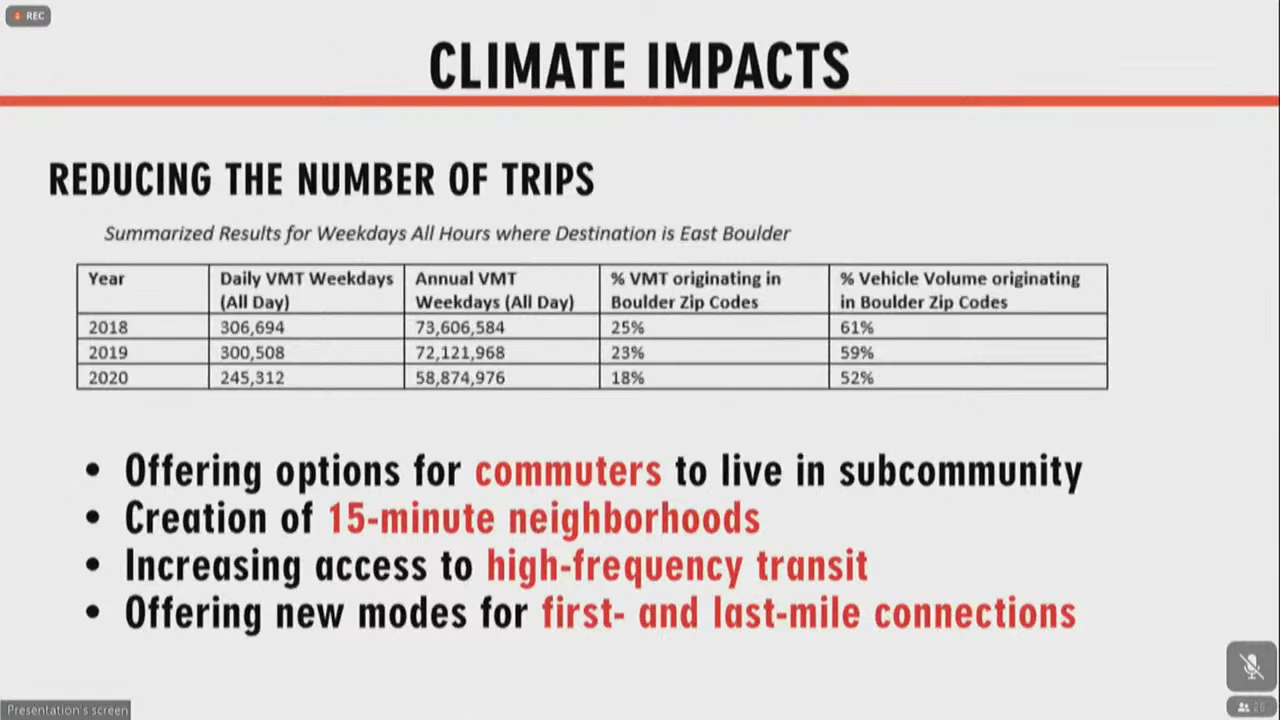 REC
CLIMATE IMPACTS
REDUCING THE NUMBER OF TRIPS
Summarized Results for Weekdays All Hours where Destination is East Boulder
Year | Daily VMT Weekdays (All Day) | Annual VMT Weekdays (All Day) | % VMT originating in Boulder Zip Codes | % Vehicle Volume originating in Boulder Zip Codes
2018 | 306,694 | 73,606,584 | 25% | 61%
2019 | 300,508 | 72,121,968 | 23% | 59%
2020 | 245,312 | 58,874,976 | 18% | 52%
• Offering options for commuters to live in subcommunity
• Creation of 15-minute neighborhoods
• Increasing access to high-frequency transit
• Offering new modes for first- and last-mile connections
Presentation's screen